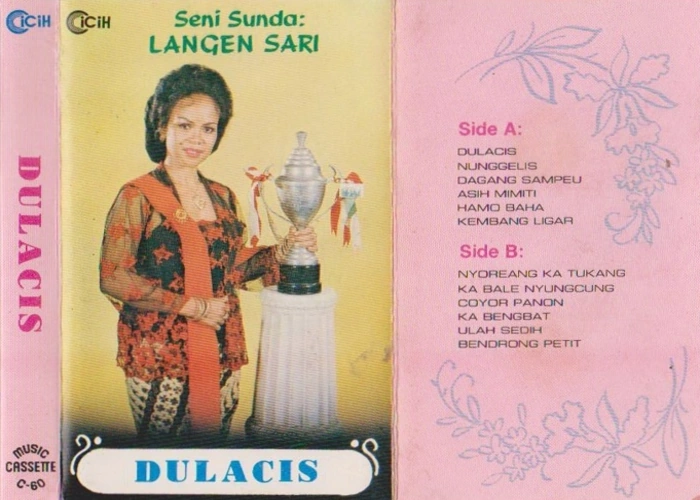 CICIH
DULACIS
MUSIC
CASSETTE
C-60
CICIH
Seni Sunda:
LANGEN SARI
DULACIS
Side A:
DULACIS
NUNGGELIS
DAGANG SAMPEU
ASIH MIMITI
HAMO BAHA
KEMBANG LIGAR
Side B:
NYOREANG KA TUKANG
KA BALE NYUNGCUNG
COYOR PANON
KA BENGBAT
ULAH SEDIH
BENDRONG PETIT